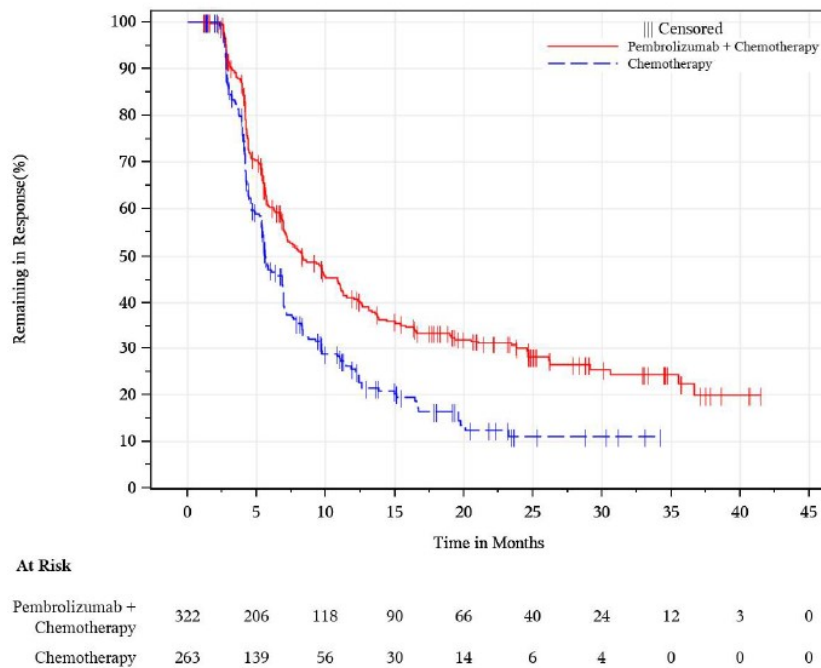 ||| Censored
Pembrolizumab + Chemotherapy
Chemotherapy
Remaining in Response(%)
100
90
80
70
60
50
40
30
20
10
0
0 5 10 15 20 25 30 35 40 45
Time in Months
At Risk
Pembrolizumab +
Chemotherapy 322 206 118 90 66 40 24 12 3 0
Chemotherapy 263 139 56 30 14 6 4 0 0 0